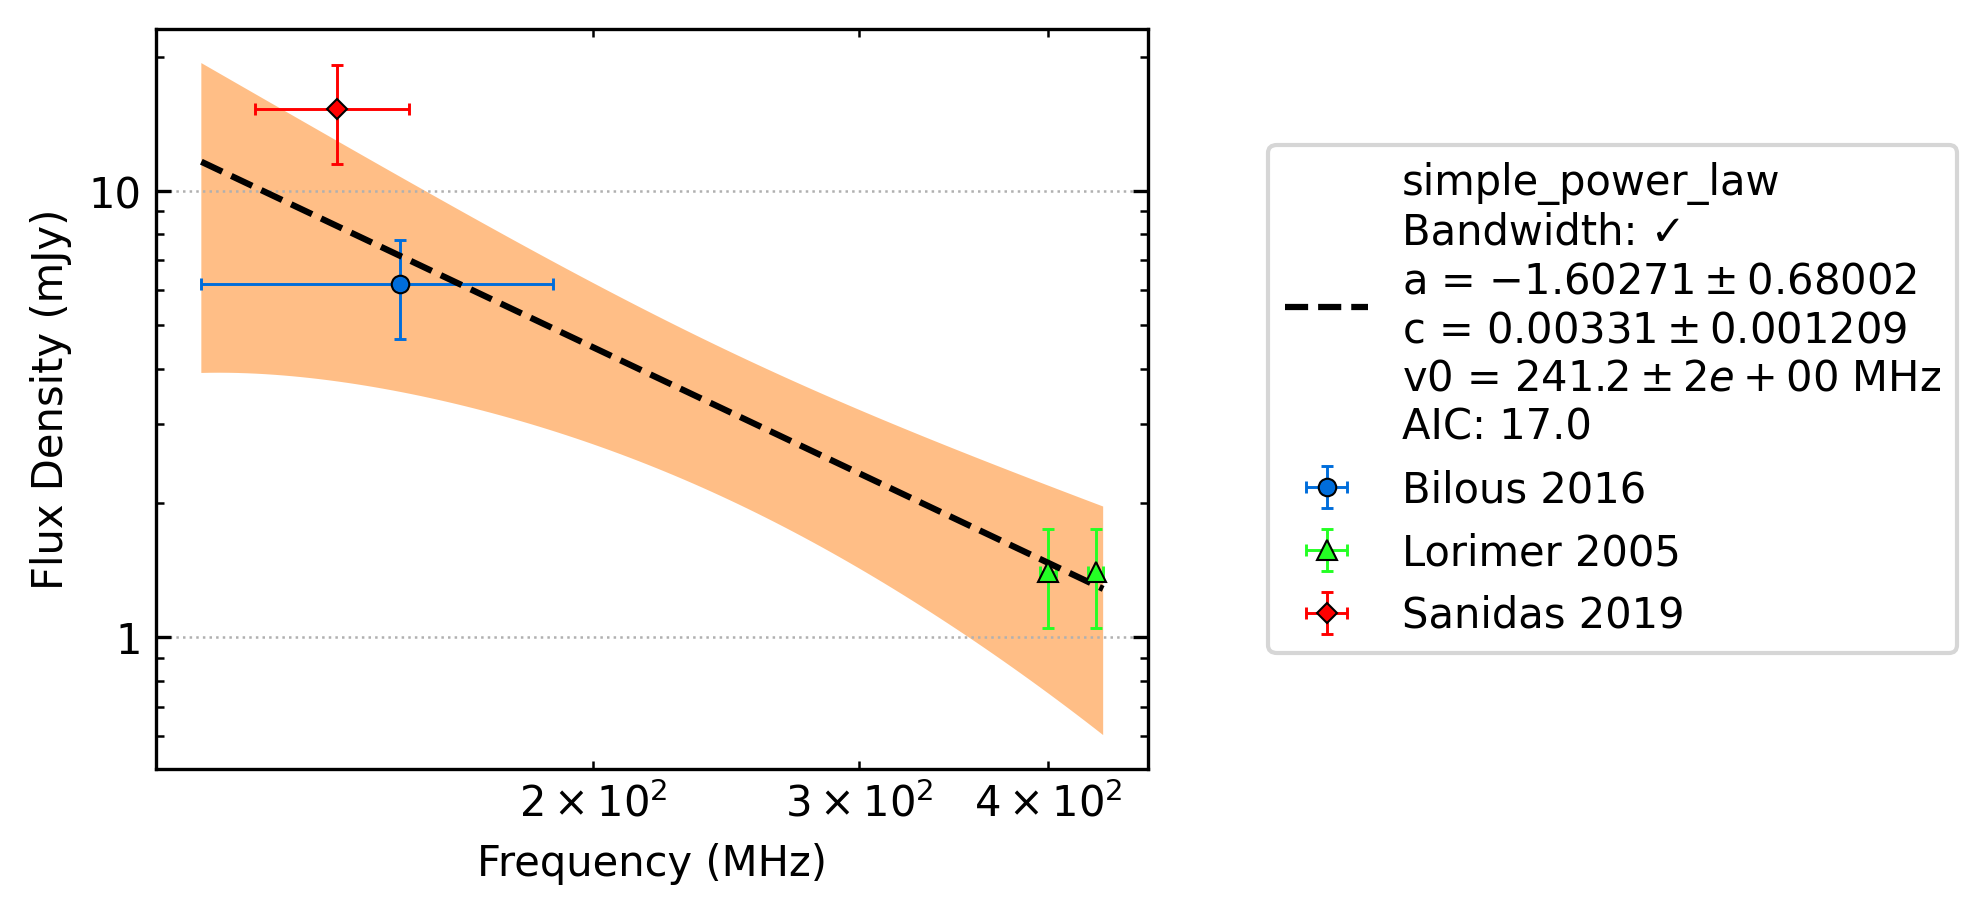 10
1
Flux Density (mJy)
2 × 10²
3 × 10²
4 × 10²
Frequency (MHz)
simple_power_law
Bandwidth: ✓
a = −1.60271 ± 0.68002
c = 0.00331 ± 0.001209
v0 = 241.2 ± 2e + 00 MHz
AIC: 17.0
Bilous 2016
Lorimer 2005
Sanidas 2019